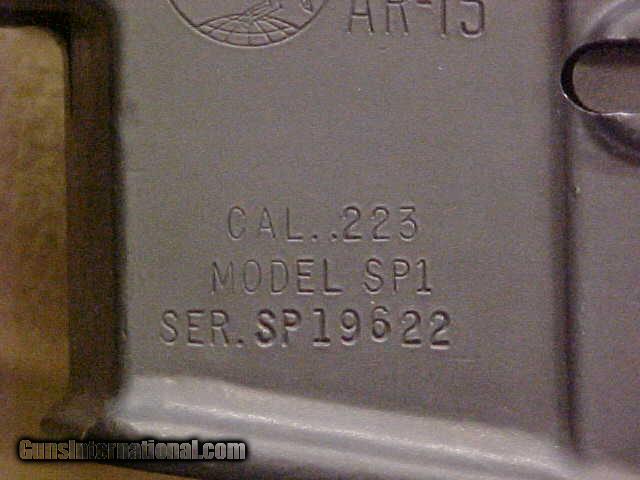 AR-15
CAL..223
MODEL SP1
SER. SP19622
GunsInternational.com